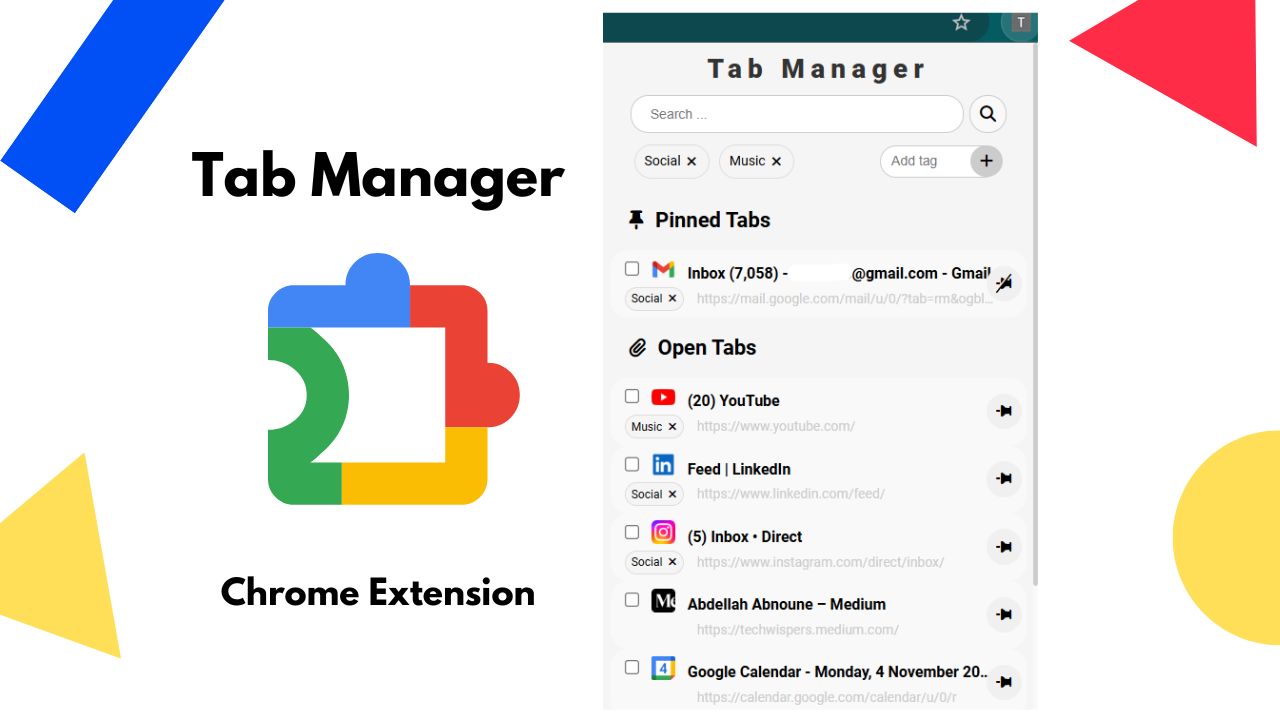 Tab Manager
Chrome Extension
T
Tab Manager
Search ...
Social ✕ Music ✕ Add tag +
Pinned Tabs
Inbox (7,058) - @gmail.com - Gmail
Social ✕ https://mail.google.com/mail/u/0/?tab=rm&ogbl...
Open Tabs
(20) YouTube
Music ✕ https://www.youtube.com/
in Feed | LinkedIn
Social ✕ https://www.linkedin.com/feed/
(5) Inbox • Direct
Social ✕ https://www.instagram.com/direct/inbox/
Abdellah Abnoune – Medium
https://techwispers.medium.com/
4 Google Calendar - Monday, 4 November 20..
https://calendar.google.com/calendar/u/0/r